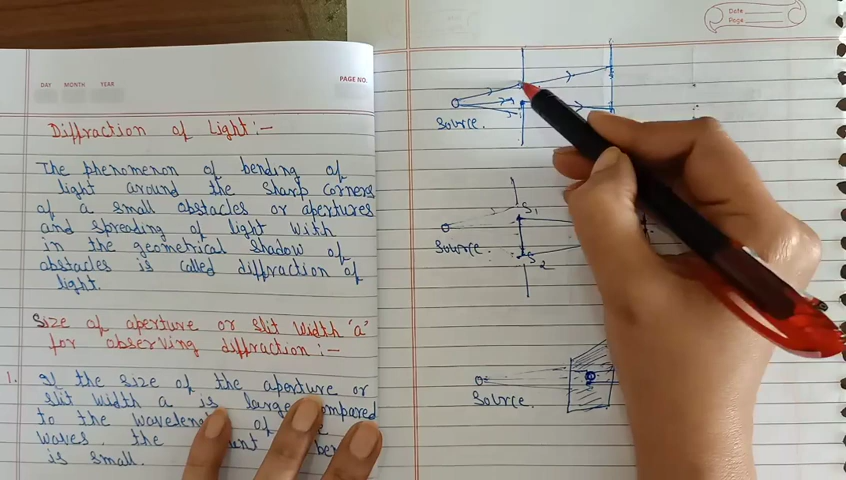 DAY MONTH YEAR
PAGE NO.
Diffraction of Light:-
The phenomenon of bending of
light around the sharp corners
of a small obstacles or apertures
and spreading of light with
in the geometrical shadow of
obstacles is called diffraction of
light.
Size of aperture or slit width 'a'
for observing diffraction:-
1. If the size of the aperture or
slit width a is large compared
to the of
waves. the
is small.
Date
Page
Source.
S1
Source.
S2
Source.